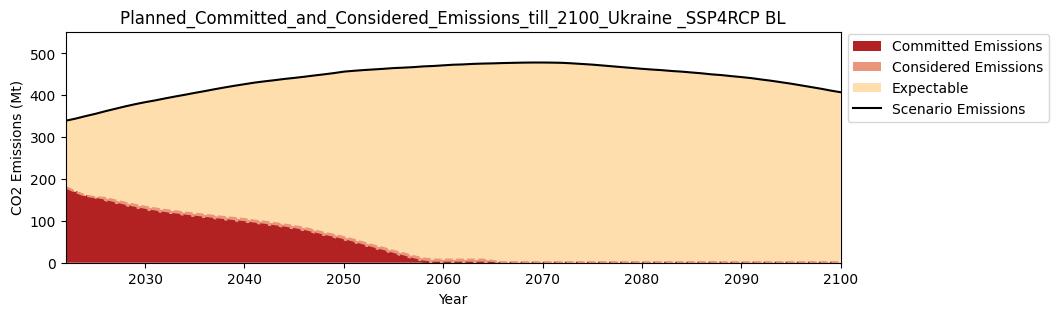 Planned_Committed_and_Considered_Emissions_till_2100_Ukraine _SSP4RCP BL
CO2 Emissions (Mt)
500
400
300
200
100
0
2030 2040 2050 2060 2070 2080 2090 2100
Year
Committed Emissions
Considered Emissions
Expectable
Scenario Emissions